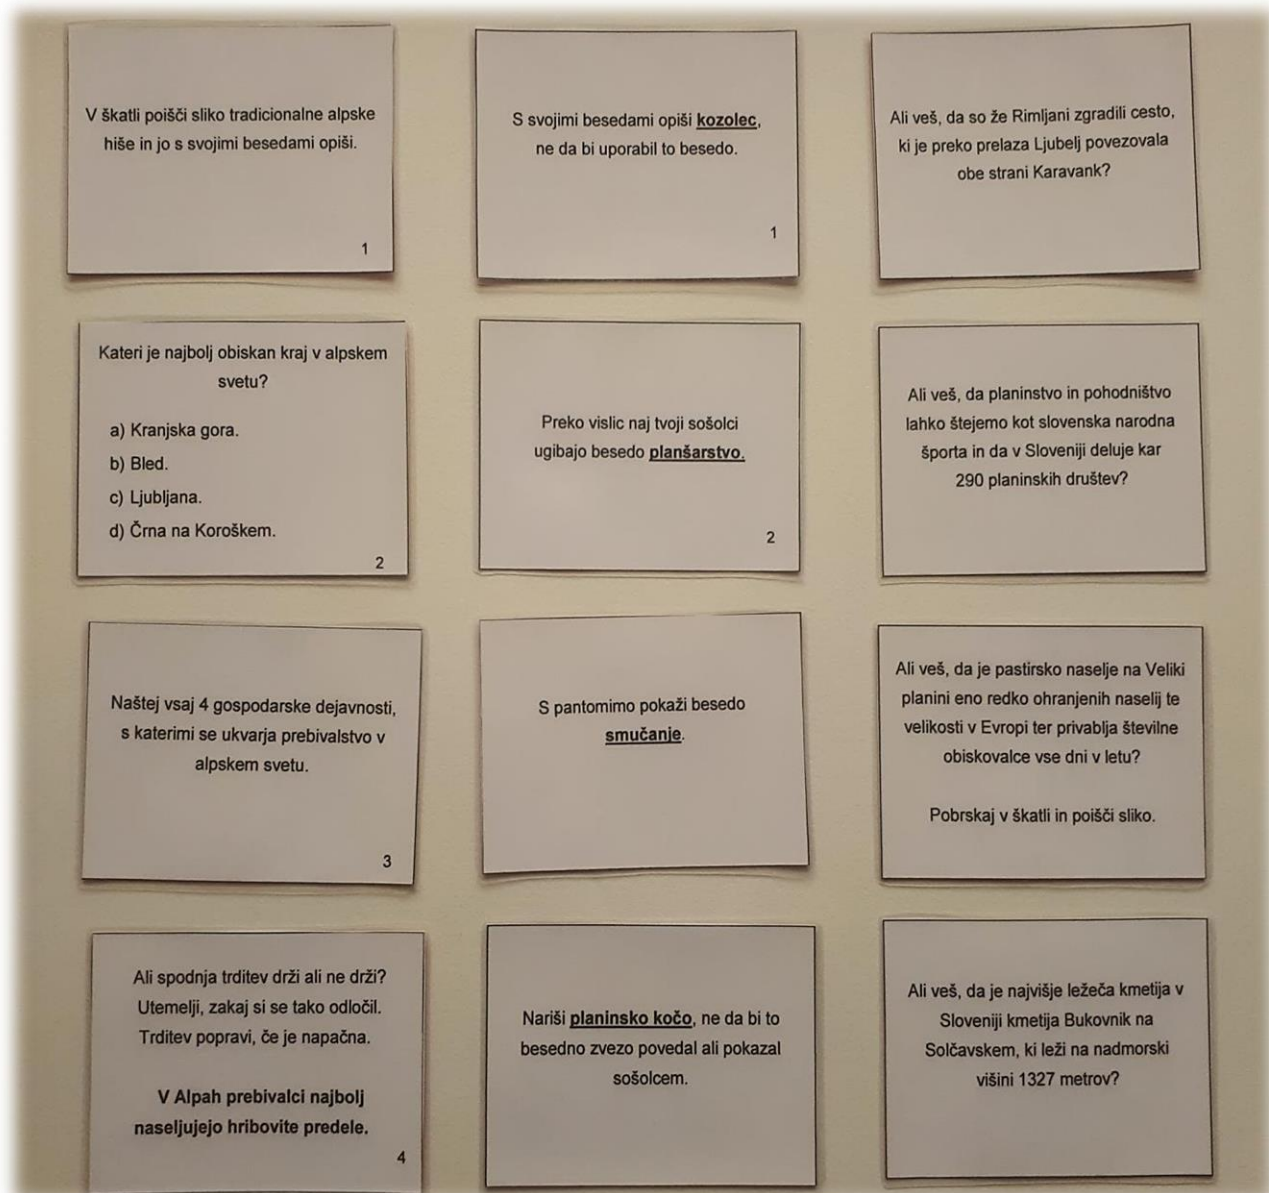 V škatli poišči sliko tradicionalne alpske
hiše in jo s svojimi besedami opiši.
1
S svojimi besedami opiši kozolec,
ne da bi uporabil to besedo.
1
Ali veš, da so že Rimljani zgradili cesto,
ki je preko prelaza Ljubelj povezovala
obe strani Karavank?
Kateri je najbolj obiskan kraj v alpskem
svetu?
a) Kranjska gora.
b) Bled.
c) Ljubljana.
d) Črna na Koroškem.
2
Preko vislic naj tvoji sošolci
ugibajo besedo planšarstvo.
2
Ali veš, da planinstvo in pohodništvo
lahko štejemo kot slovenska narodna
športa in da v Sloveniji deluje kar
290 planinskih društev?
Naštej vsaj 4 gospodarske dejavnosti,
s katerimi se ukvarja prebivalstvo v
alpskem svetu.
3
S pantomimo pokaži besedo
smučanje.
Ali veš, da je pastirsko naselje na Veliki
planini eno redko ohranjenih naselij te
velikosti v Evropi ter privablja številne
obiskovalce vse dni v letu?
Pobrskaj v škatli in poišči sliko.
Ali spodnja trditev drži ali ne drži?
Utemelji, zakaj si se tako odločil.
Trditev popravi, če je napačna.
V Alpah prebivalci najbolj
naseljujejo hribovite predele.
4
Nariši planinsko kočo, ne da bi to
besedno zvezo povedal ali pokazal
sošolcem.
Ali veš, da je najvišje ležeča kmetija v
Sloveniji kmetija Bukovnik na
Solčavskem, ki leži na nadmorski
višini 1327 metrov?